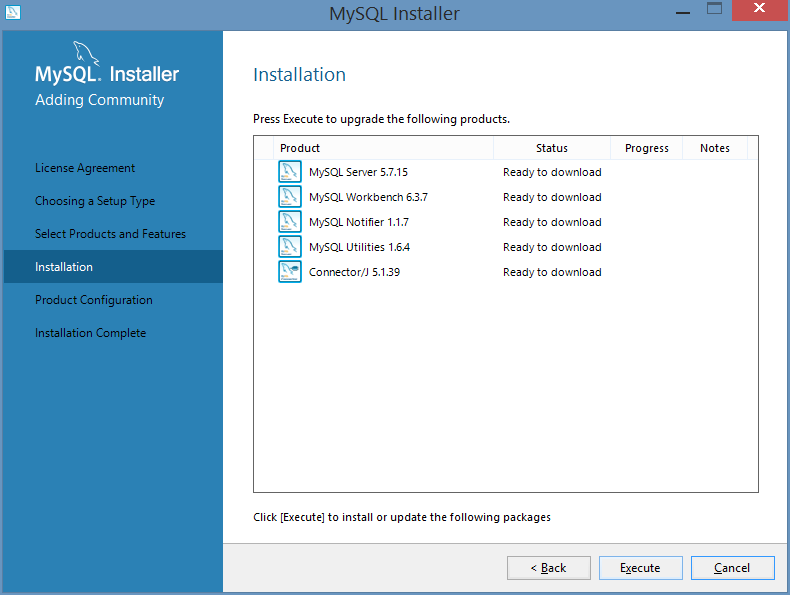 MySQL Installer
MySQL. Installer
Adding Community
License Agreement
Choosing a Setup Type
Select Products and Features
Installation
Product Configuration
Installation Complete
Installation
Press Execute to upgrade the following products.
Product Status Progress Notes
MySQL Server 5.7.15 Ready to download
MySQL Workbench 6.3.7 Ready to download
MySQL Notifier 1.1.7 Ready to download
MySQL Utilities 1.6.4 Ready to download
Connector/J 5.1.39 Ready to download
Click [Execute] to install or update the following packages
< Back Execute Cancel